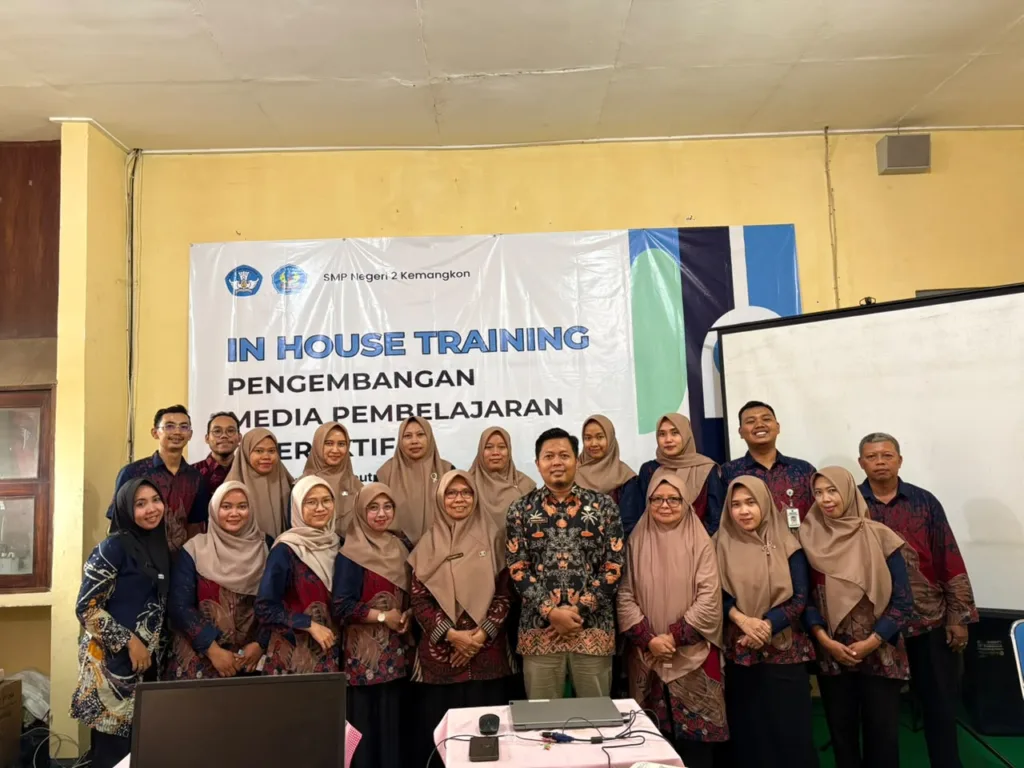 SMP Negeri 2 Kemangkon
IN HOUSE TRAINING
PENGEMBANGAN
MEDIA PEMBELAJARAN